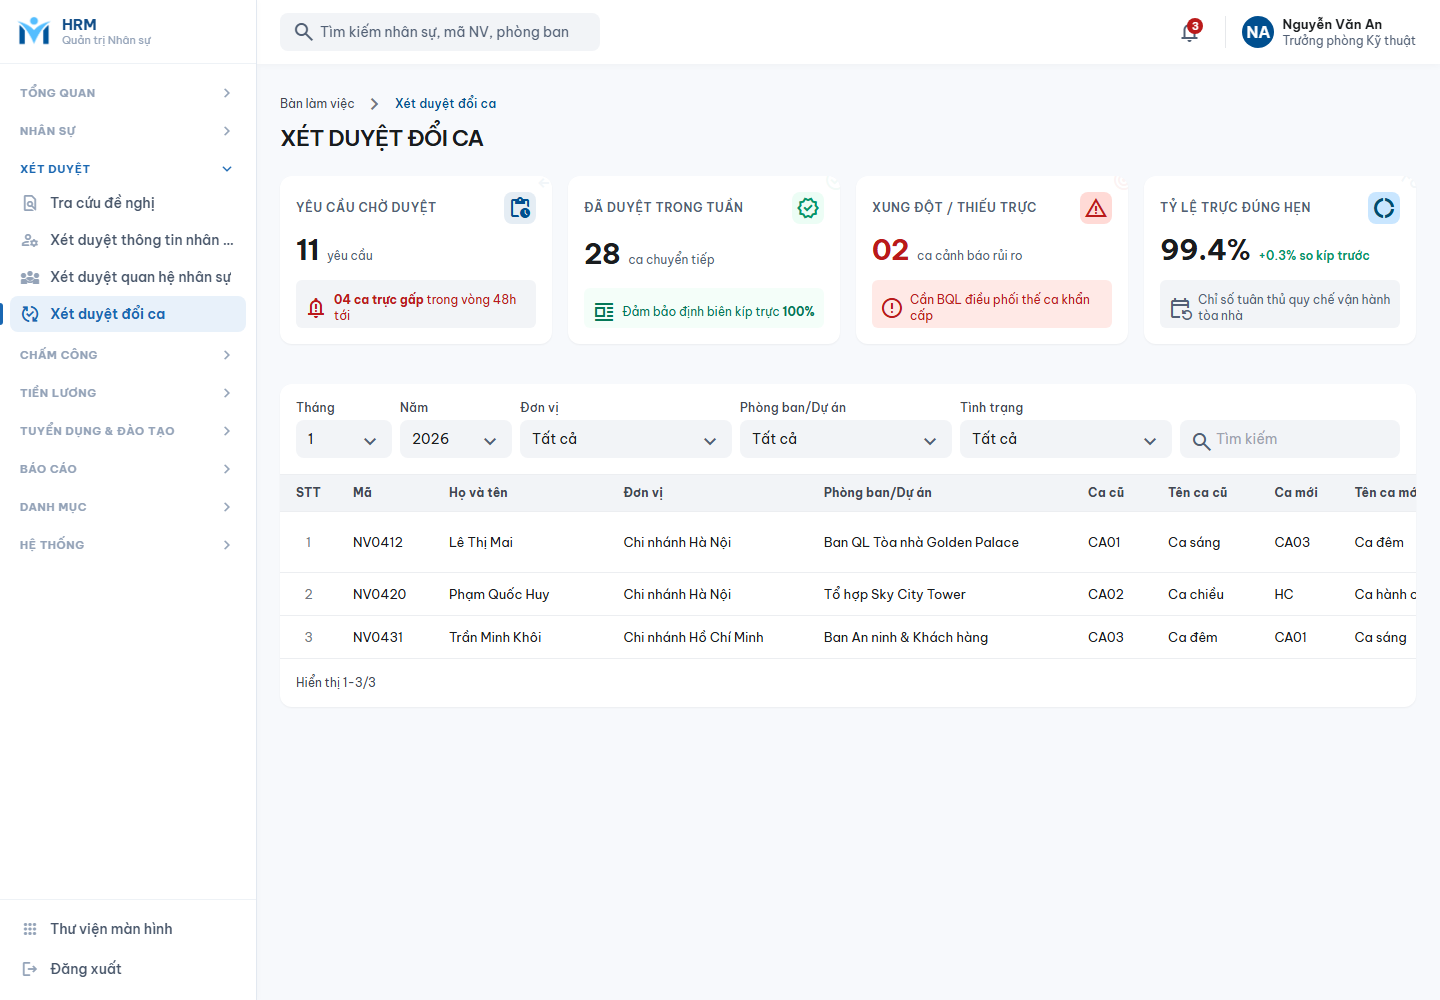 HRM
Quản trị Nhân sự
Tìm kiếm nhân sự, mã NV, phòng ban
3
NA
Nguyễn Văn An
Trưởng phòng Kỹ thuật
TỔNG QUAN
NHÂN SỰ
XÉT DUYỆT
Tra cứu đề nghị
Xét duyệt thông tin nhân ...
Xét duyệt quan hệ nhân sự
Xét duyệt đổi ca
CHẤM CÔNG
TIỀN LƯƠNG
TUYỂN DỤNG & ĐÀO TẠO
BÁO CÁO
DANH MỤC
HỆ THỐNG
Thư viện màn hình
Đăng xuất
Bàn làm việc
Xét duyệt đổi ca
XÉT DUYỆT ĐỔI CA
YÊU CẦU CHỜ DUYỆT
11 yêu cầu
04 ca trực gấp trong vòng 48h
tới
ĐÃ DUYỆT TRONG TUẦN
28 ca chuyển tiếp
Đảm bảo định biên kíp trực 100%
XUNG ĐỘT / THIẾU TRỰC
02 ca cảnh báo rủi ro
Cần BQL điều phối thế ca khẩn
cấp
TỶ LỆ TRỰC ĐÚNG HẸN
99.4% +0.3% so kíp trước
Chỉ số tuân thủ quy chế vận hành
tòa nhà
Tháng Năm Đơn vị Phòng ban/Dự án Tình trạng
1 2026 Tất cả Tất cả Tất cả Tìm kiếm
STT Mã Họ và tên Đơn vị Phòng ban/Dự án Ca cũ Tên ca cũ Ca mới Tên ca
1 NV0412 Lê Thị Mai Chi nhánh Hà Nội Ban QL Tòa nhà Golden Palace CA01 Ca sáng CA03 Ca đêm
2 NV0420 Phạm Quốc Huy Chi nhánh Hà Nội Tổ hợp Sky City Tower CA02 Ca chiều HC Ca hành
3 NV0431 Trần Minh Khôi Chi nhánh Hồ Chí Minh Ban An ninh & Khách hàng CA03 Ca đêm CA01 Ca sáng
Hiển thị 1-3/3